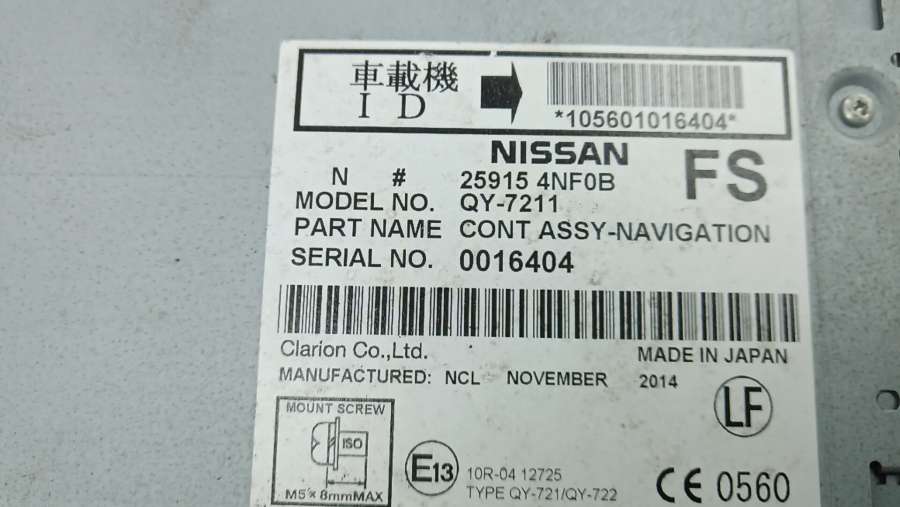 車載機
ID
*105601016404*
NISSAN FS
N # 25915 4NF0B
MODEL NO. QY-7211
PART NAME CONT ASSY-NAVIGATION
SERIAL NO. 0016404
Clarion Co.,Ltd. MADE IN JAPAN
MANUFACTURED: NCL NOVEMBER 2014
LF
MOUNT SCREW
ISO
M5 × 8mmMAX
E13 10R-04 12725
TYPE QY-721/QY-722
CE 0560